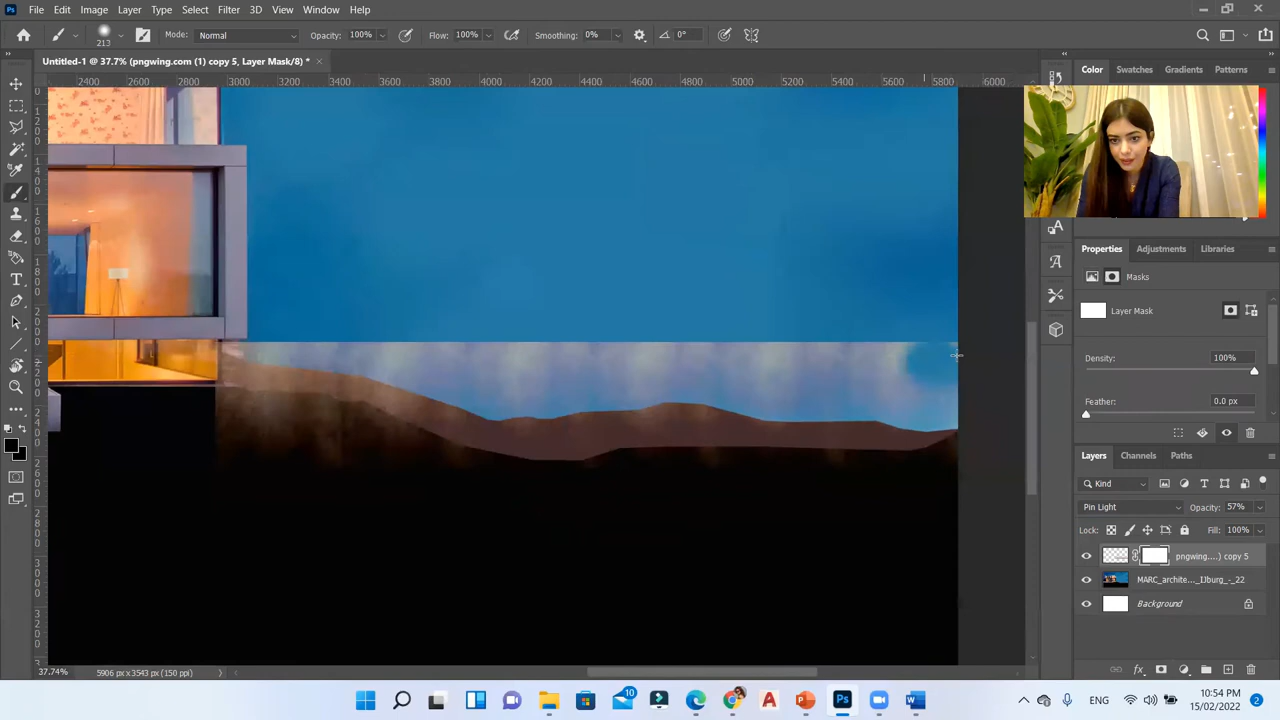 Ps File Edit Image Layer Type Select Filter 3D View Window Help
213 Mode: Normal Opacity: 100% Flow: 100% Smoothing: 0% 0°
Untitled-1 @ 37.7% (pngwing.com (1) copy 5, Layer Mask/8) *
2400 2600 2800 3000 3200 3400 3600 3800 4000 4200 4400 4600 4800 5000 5200 5400 5600 5800 6000
Color Swatches Gradients Patterns
Properties Adjustments Libraries
Masks
Layer Mask
Density: 100%
Feather: 0.0 px
Layers Channels Paths
Kind
Pin Light Opacity: 57%
Lock: Fill: 100%
pngwing....) copy 5
MARC_archite..._IJburg_-_22
Background
37.74% 5906 px x 3543 px (150 ppi)
10 ENG 10:54 PM
15/02/2022 2